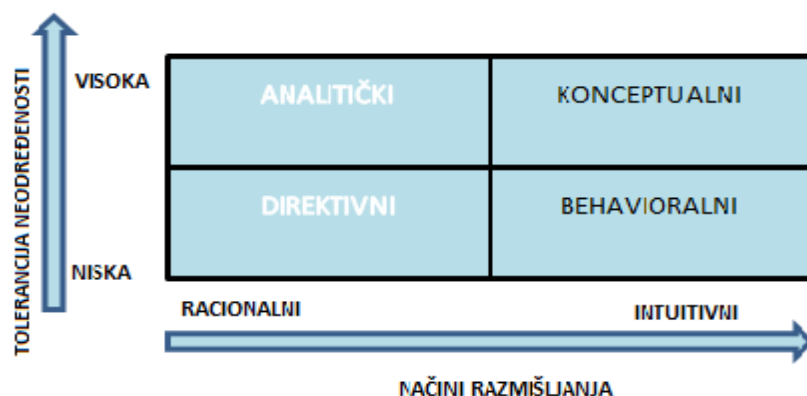 TOLERANCIJA NEODREĐENOSTI
VISOKA
ANALITIČKI
KONCEPTUALNI
DIREKTIVNI
BEHAVIORALNI
NISKA
RACIONALNI
INTUITIVNI
NAČINI RAZMIŠLJANJA